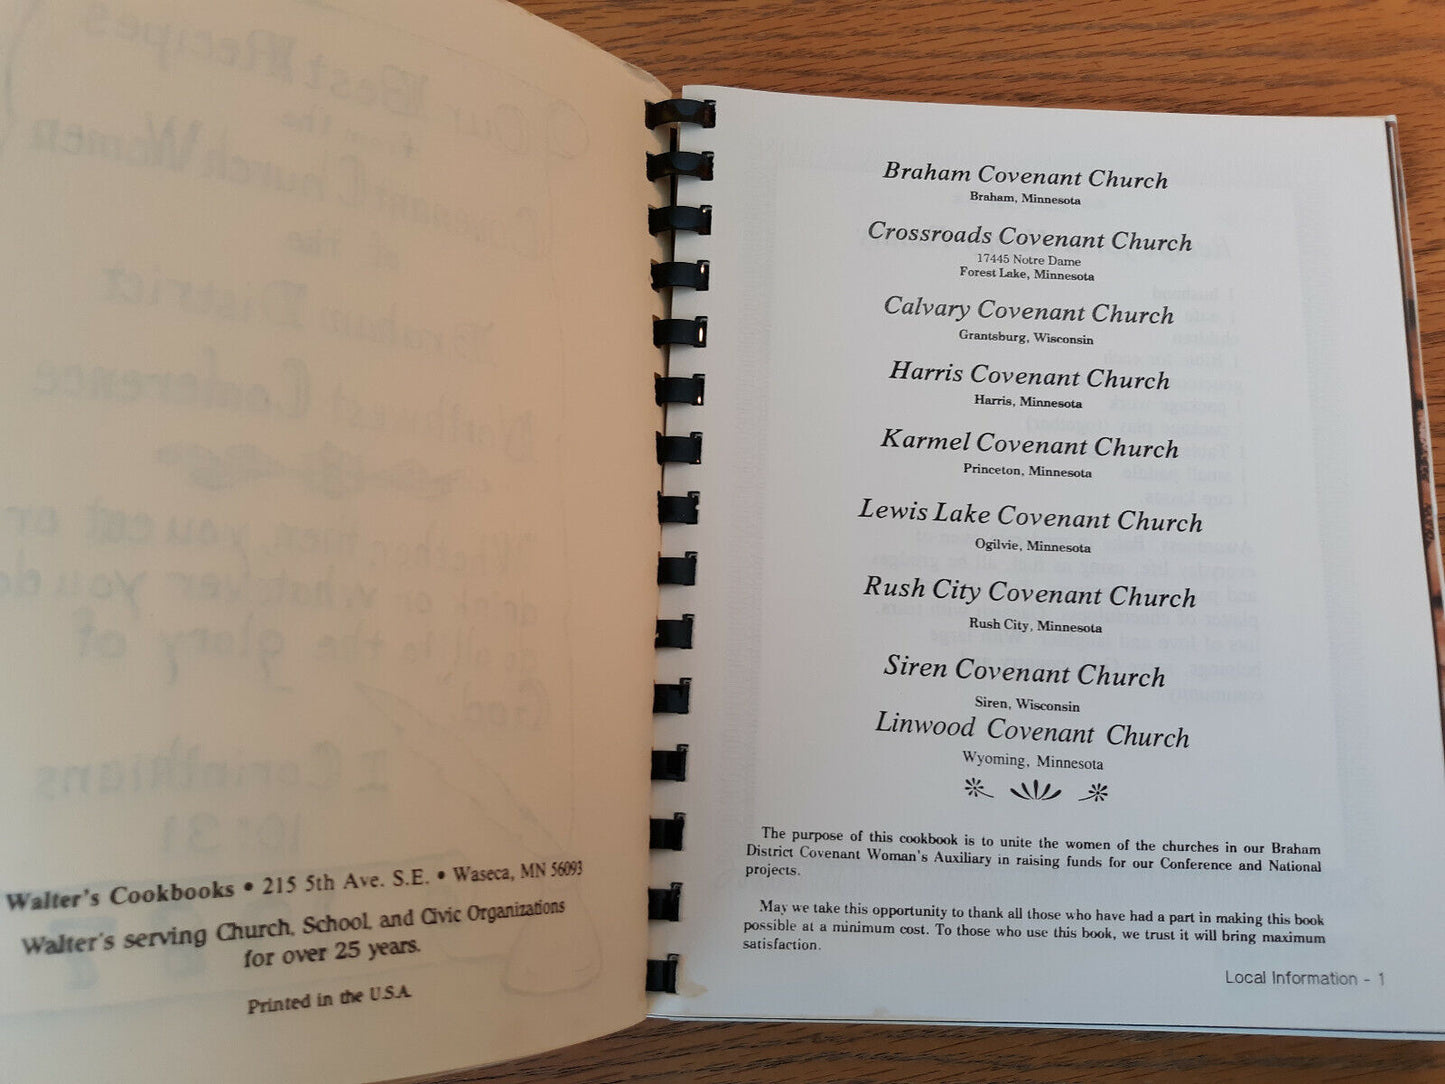 Walter's Cookbooks • 215 5th Ave. S.E. • Waseca, MN 56093
Walter's serving Church, School, and Civic Organizations
for over 25 years.
Printed in the U.S.A.
Braham Covenant Church
Braham, Minnesota
Crossroads Covenant Church
17445 Notre Dame
Forest Lake, Minnesota
Calvary Covenant Church
Grantsburg, Wisconsin
Harris Covenant Church
Harris, Minnesota
Karmel Covenant Church
Princeton, Minnesota
Lewis Lake Covenant Church
Ogilvie, Minnesota
Rush City Covenant Church
Rush City, Minnesota
Siren Covenant Church
Siren, Wisconsin
Linwood Covenant Church
Wyoming, Minnesota
The purpose of this cookbook is to unite the women of the churches in our Braham
District Covenant Woman's Auxiliary in raising funds for our Conference and National
projects.
May we take this opportunity to thank all those who have had a part in making this book
possible at a minimum cost. To those who use this book, we trust it will bring maximum
satisfaction.
Local Information - 1